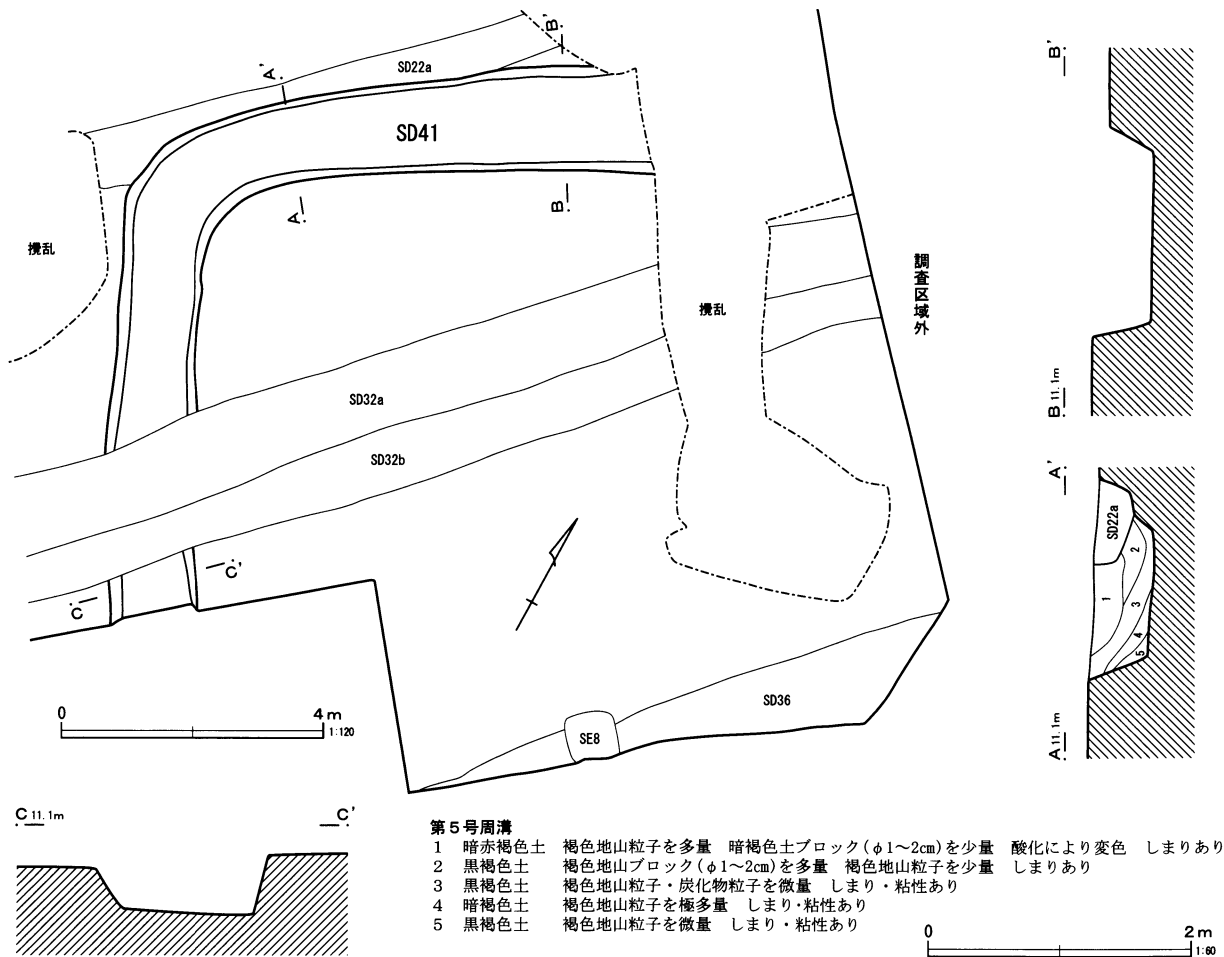 B'
SD22a
A'
SD41
A
B
攪乱
攪乱
調査区域外
SD32a
SD32b
C'
C
SD36
SE8
0 4m
1:120
B'
B 11.1m
A'
SD22a
1
2
3
4
5
A 11.1m
C 11.1m C'
第5号周溝
1 暗赤褐色土 褐色地山粒子を多量 暗褐色土ブロック(φ1~2cm)を少量 酸化により変色 しまりあり
2 黒褐色土 褐色地山ブロック(φ1~2cm)を多量 褐色地山粒子を少量 しまりあり
3 黒褐色土 褐色地山粒子・炭化物粒子を微量 しまり・粘性あり
4 暗褐色土 褐色地山粒子を極多量 しまり・粘性あり
5 黒褐色土 褐色地山粒子を微量 しまり・粘性あり
0 2m
1:60